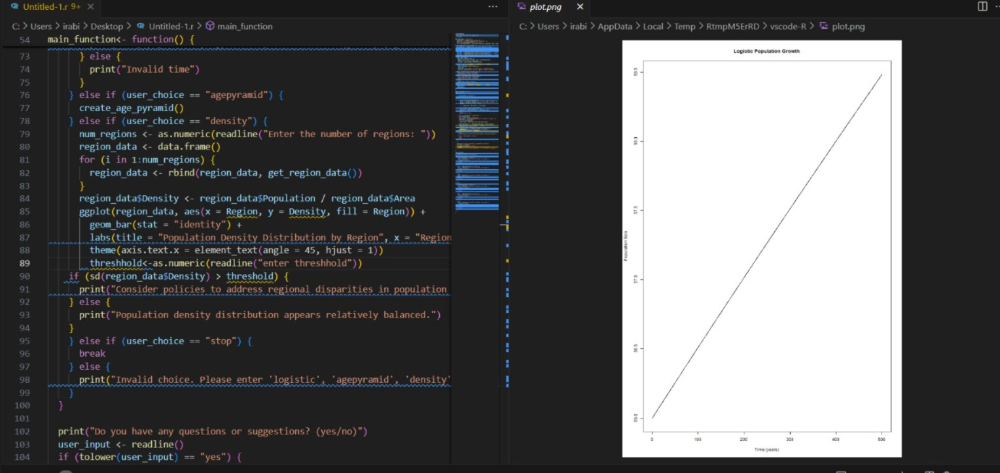 Untitled-1.r 9+
C: > Users > irabi > Desktop > Untitled-1.r > main_function
54 main_function<- function() {
73 } else {
74 print("Invalid time")
75 }
76 } else if (user_choice == "agepyramid") {
77 create_age_pyramid()
78 } else if (user_choice == "density") {
79 num_regions <- as.numeric(readline("Enter the number of regions: "))
80 region_data <- data.frame()
81 for (i in 1:num_regions) {
82 region_data <- rbind(region_data, get_region_data())
83 }
84 region_data$Density <- region_data$Population / region_data$Area
85 ggplot(region_data, aes(x = Region, y = Density, fill = Region)) +
86 geom_bar(stat = "identity") +
87 labs(title = "Population Density Distribution by Region", x = "Region
88 theme(axis.text.x = element_text(angle = 45, hjust = 1))
89 threshhold<-as.numeric(readline("enter threshhold"))
90 if (sd(region_data$Density) > threshold) {
91 print("Consider policies to address regional disparities in population
92 } else {
93 print("Population density distribution appears relatively balanced.")
94 }
95 } else if (user_choice == "stop") {
96 break
97 } else {
98 print("Invalid choice. Please enter 'logistic', 'agepyramid', 'density'
99 }
100 }
101
102 print("Do you have any questions or suggestions? (yes/no)")
103 user_input <- readline()
104 if (tolower(user_input) == "yes") {
plot.png
C: > Users > irabi > AppData > Local > Temp > RtmpM5ErRD > vscode-R > plot.png
Logistic Population Growth
Population Size
57.5
57.0
56.5
0 100 200 300 400 500
Time (years)